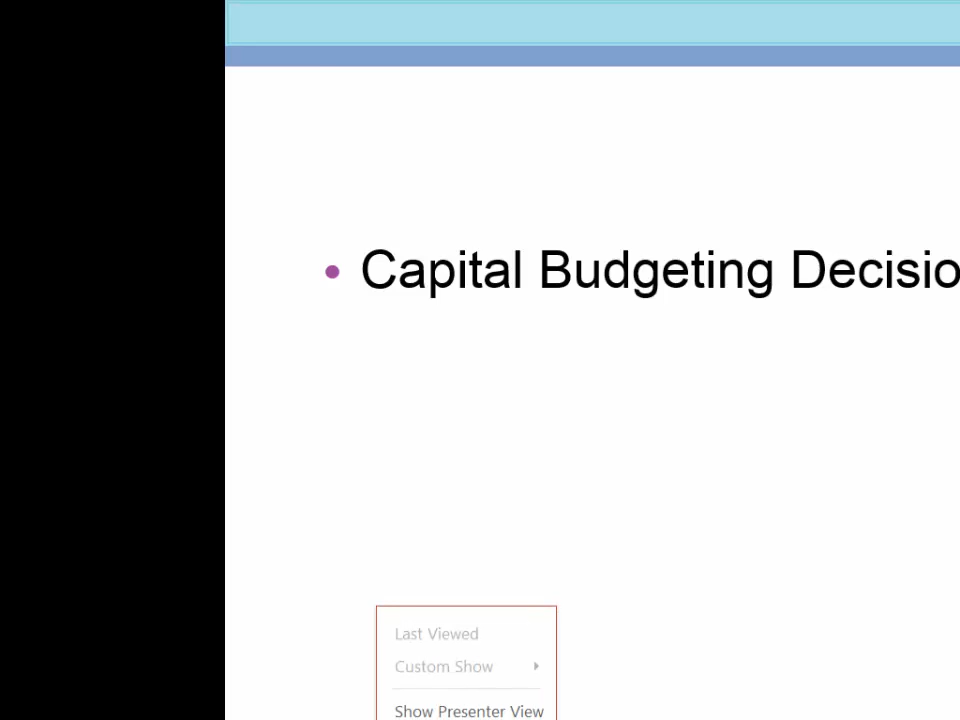 • Capital Budgeting Decisio
Last Viewed
Custom Show
Show Presenter View